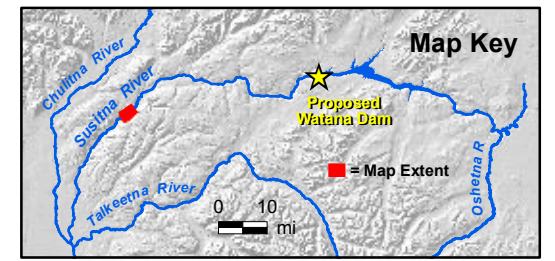 Map Key
Chulitna River
Susitna River
Proposed
Watana Dam
= Map Extent
Talkeetna River
Oshetna R
0 10
mi